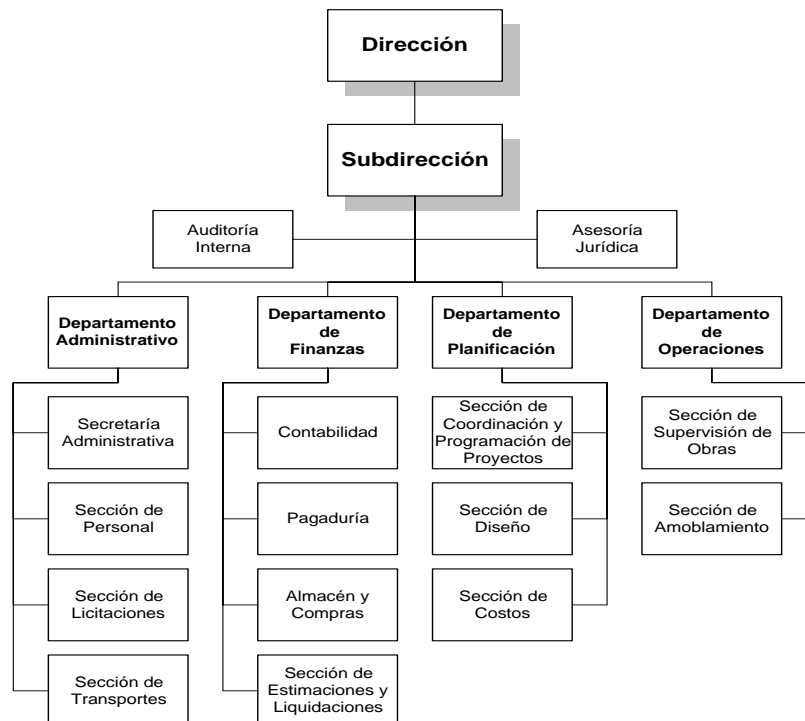 Dirección
Subdirección
Auditoría
Interna
Asesoría
Jurídica
Departamento
Administrativo
Departamento
de
Finanzas
Departamento
de
Planificación
Departamento
de
Operaciones
Secretaría
Administrativa
Contabilidad
Sección de
Coordinación y
Programación de
Proyectos
Sección de
Supervisión de
Obras
Sección de
Personal
Pagaduría
Sección de
Diseño
Sección de
Amoblamiento
Sección de
Licitaciones
Almacén y
Compras
Sección de
Costos
Sección de
Transportes
Sección de
Estimaciones y
Liquidaciones